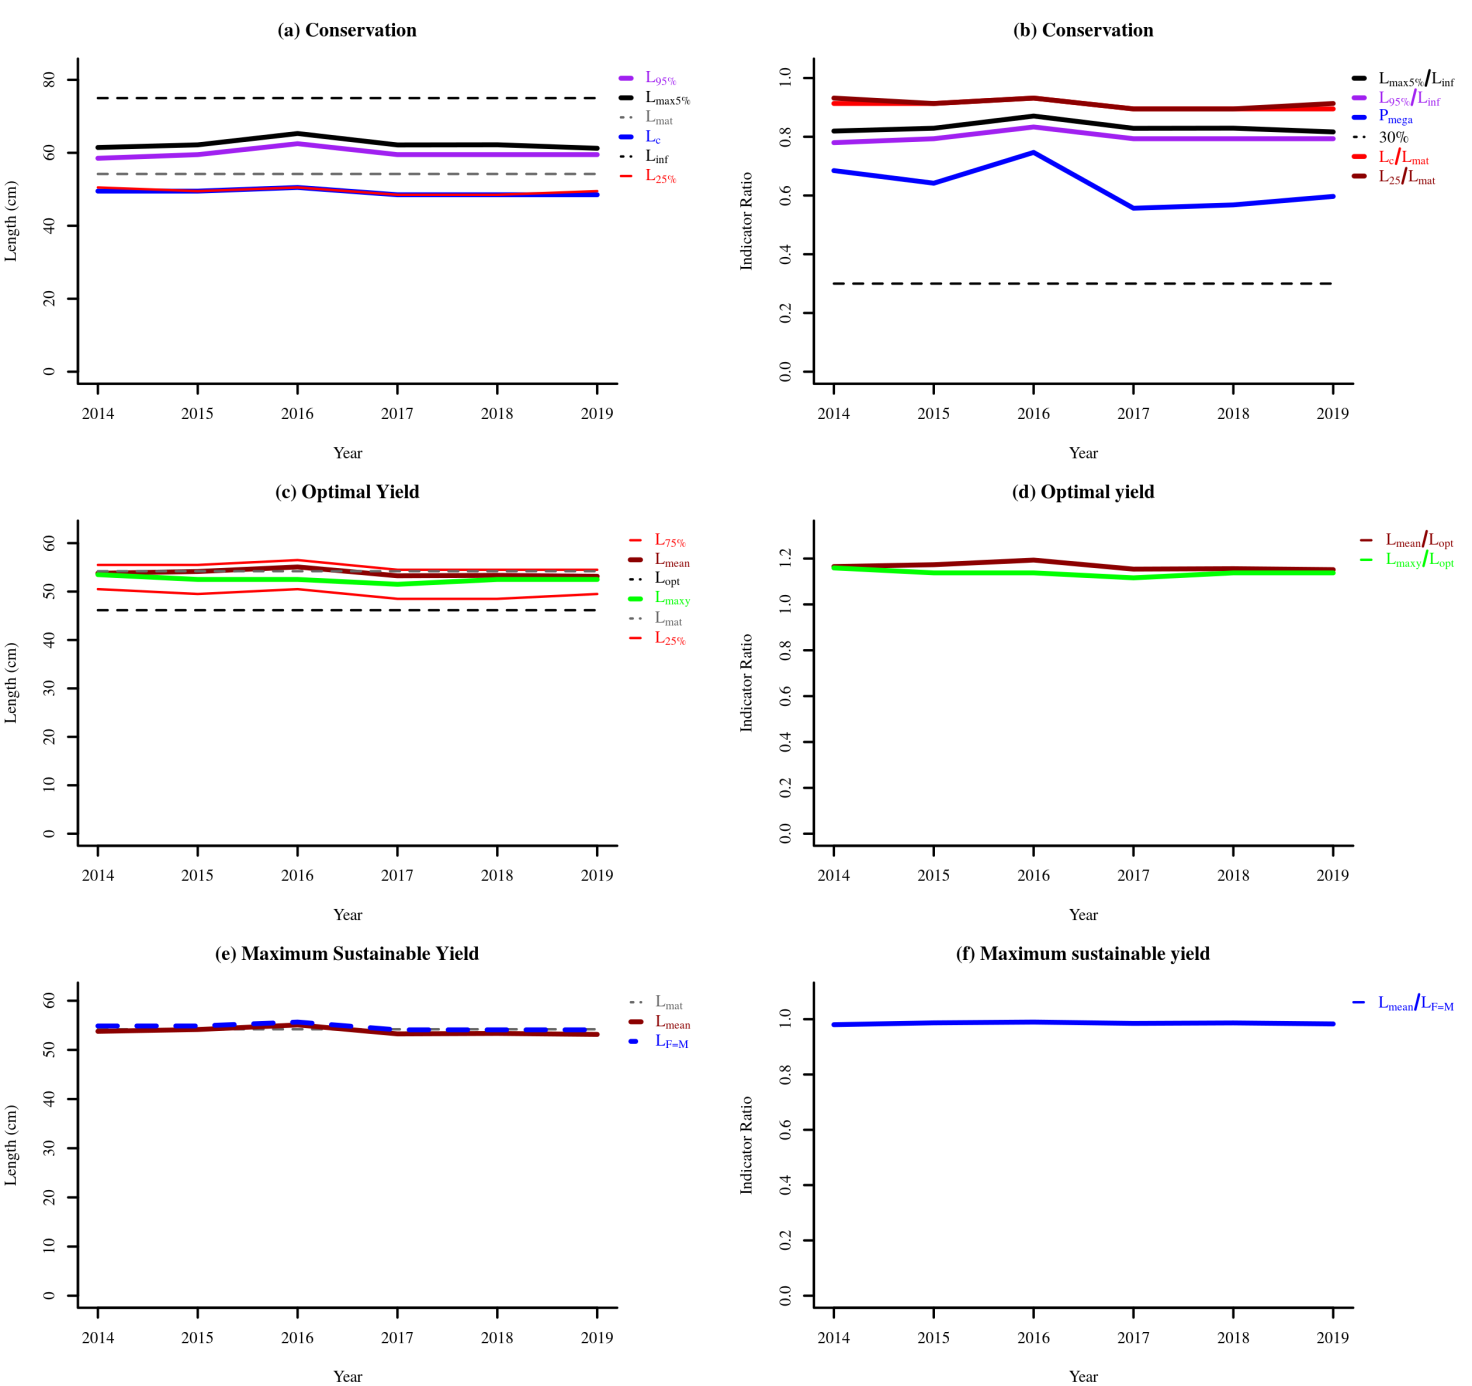 (a) Conservation
Length (cm)
80
60
40
20
0
2014 2015 2016 2017 2018 2019
Year
L95%
Lmax5%
Lmat
Lc
Linf
L25%
(b) Conservation
Indicator Ratio
1.0
0.8
0.6
0.4
0.2
0.0
2014 2015 2016 2017 2018 2019
Year
Lmax5%/Linf
L95%/Linf
Pmega
30%
Lc/Lmat
L25/Lmat
(c) Optimal Yield
Length (cm)
60
50
40
30
20
10
0
2014 2015 2016 2017 2018 2019
Year
L75%
Lmean
Lopt
Lmaxy
Lmat
L25%
(d) Optimal yield
Indicator Ratio
1.2
1.0
0.8
0.6
0.4
0.2
0.0
2014 2015 2016 2017 2018 2019
Year
Lmean/Lopt
Lmaxy/Lopt
(e) Maximum Sustainable Yield
Length (cm)
60
50
40
30
20
10
0
2014 2015 2016 2017 2018 2019
Year
Lmat
Lmean
LF=M
(f) Maximum sustainable yield
Indicator Ratio
1.0
0.8
0.6
0.4
0.2
0.0
2014 2015 2016 2017 2018 2019
Year
Lmean/LF=M